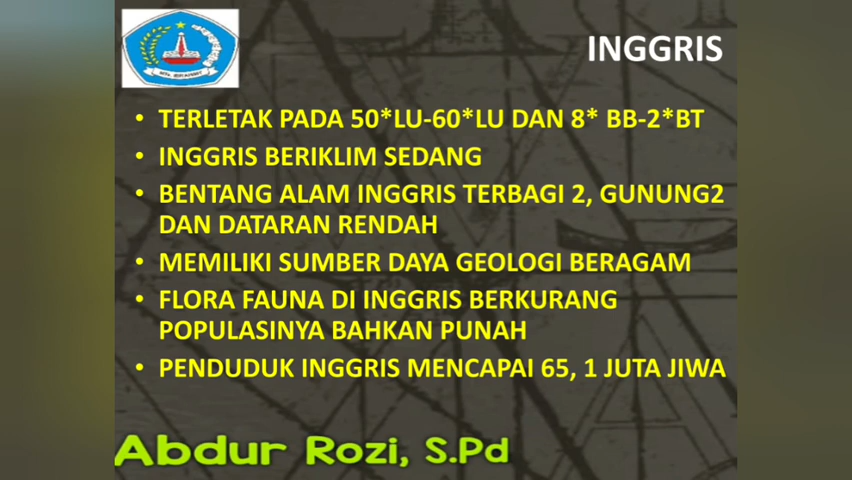 INGGRIS
• TERLETAK PADA 50*LU-60*LU DAN 8* BB-2*BT
• INGGRIS BERIKLIM SEDANG
• BENTANG ALAM INGGRIS TERBAGI 2, GUNUNG2
DAN DATARAN RENDAH
• MEMILIKI SUMBER DAYA GEOLOGI BERAGAM
• FLORA FAUNA DI INGGRIS BERKURANG
POPULASINYA BAHKAN PUNAH
• PENDUDUK INGGRIS MENCAPAI 65, 1 JUTA JIWA
Abdur Rozi, S.Pd